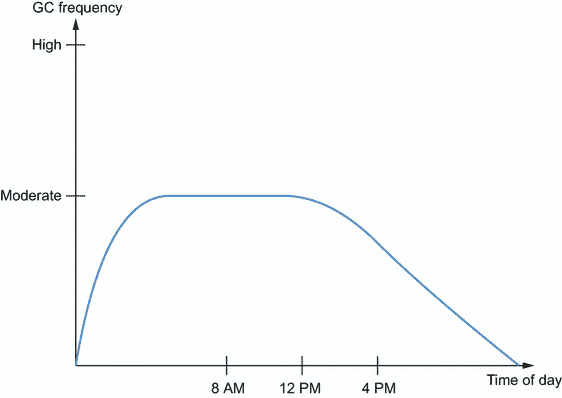 GC frequency
High
Moderate
8 AM
12 PM
4 PM
Time of day